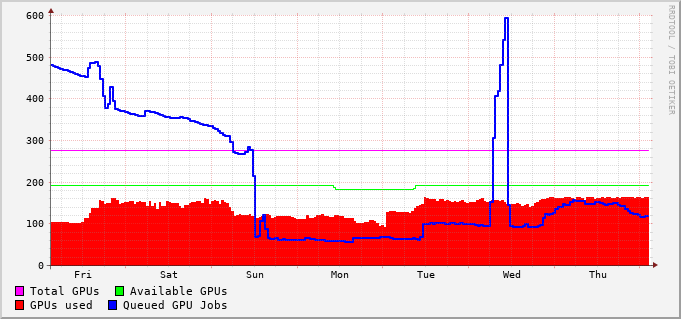 600
500
400
300
200
100
0
Fri Sat Sun Mon Tue Wed Thu
Total GPUs Available GPUs
GPUs used Queued GPU Jobs
RRDTOOL / TOBI OETIKER